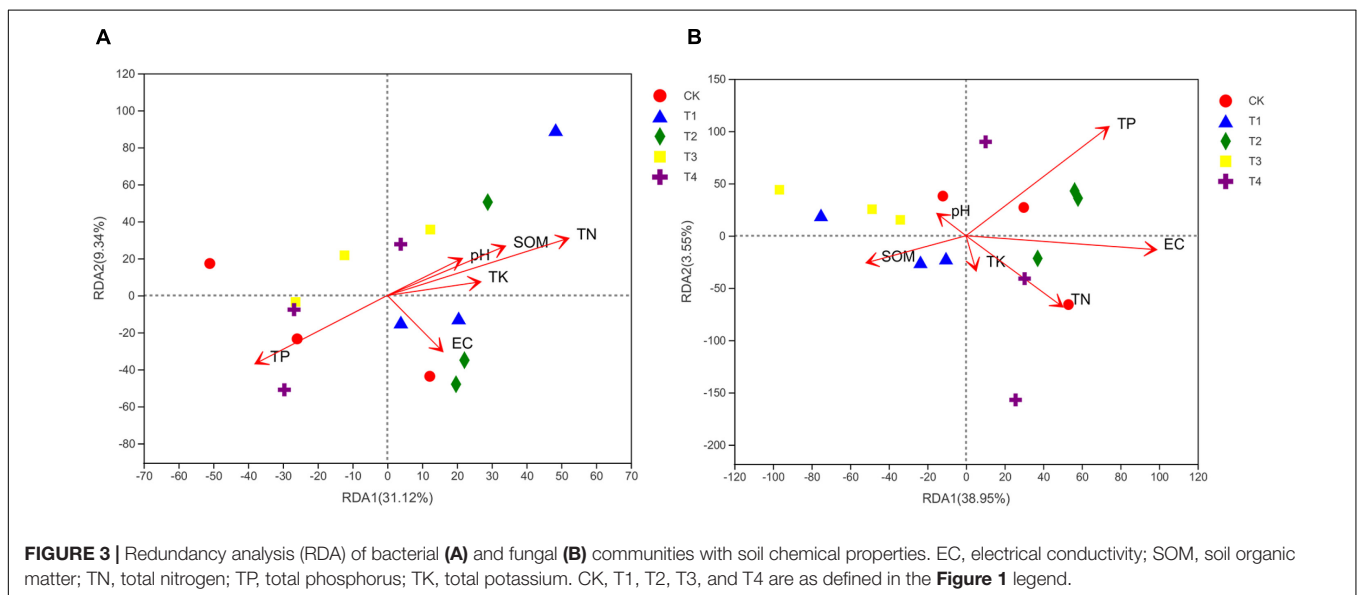 A
120
100
80
60
40
20
0
-20
-40
-60
-80
RDA2(9.34%)
-70 -60 -50 -40 -30 -20 -10 0 10 20 30 40 50 60 70
RDA1(31.12%)
TN
SOM
pH
TK
EC
TP
CK
T1
T2
T3
T4
B
150
100
50
0
-50
-100
-150
-200
RDA2(3.55%)
-120 -100 -80 -60 -40 -20 0 20 40 60 80 100 120
RDA1(38.95%)
TP
pH
EC
SOM
TK
TN
CK
T1
T2
T3
T4
FIGURE 3 | Redundancy analysis (RDA) of bacterial (A) and fungal (B) communities with soil chemical properties. EC, electrical conductivity; SOM, soil organic
matter; TN, total nitrogen; TP, total phosphorus; TK, total potassium. CK, T1, T2, T3, and T4 are as defined in the Figure 1 legend.